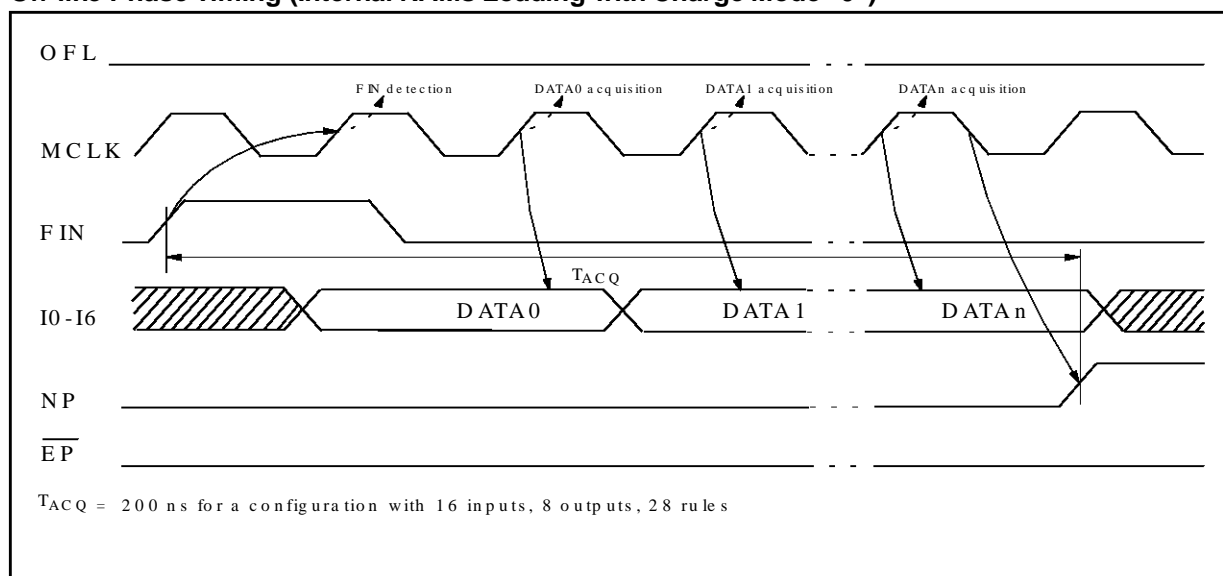 Off-line Phase Timing (Internal RAMs Loading with Charge Mode "0")
OFL
FIN detection DATA0 acquisition DATA1 acquisition DATAn acquisition
MCLK
FIN
TACQ
I0-I6 DATA0 DATA1 DATAn
NP
EP
TACQ = 200 ns for a configuration with 16 inputs, 8 outputs, 28 rules